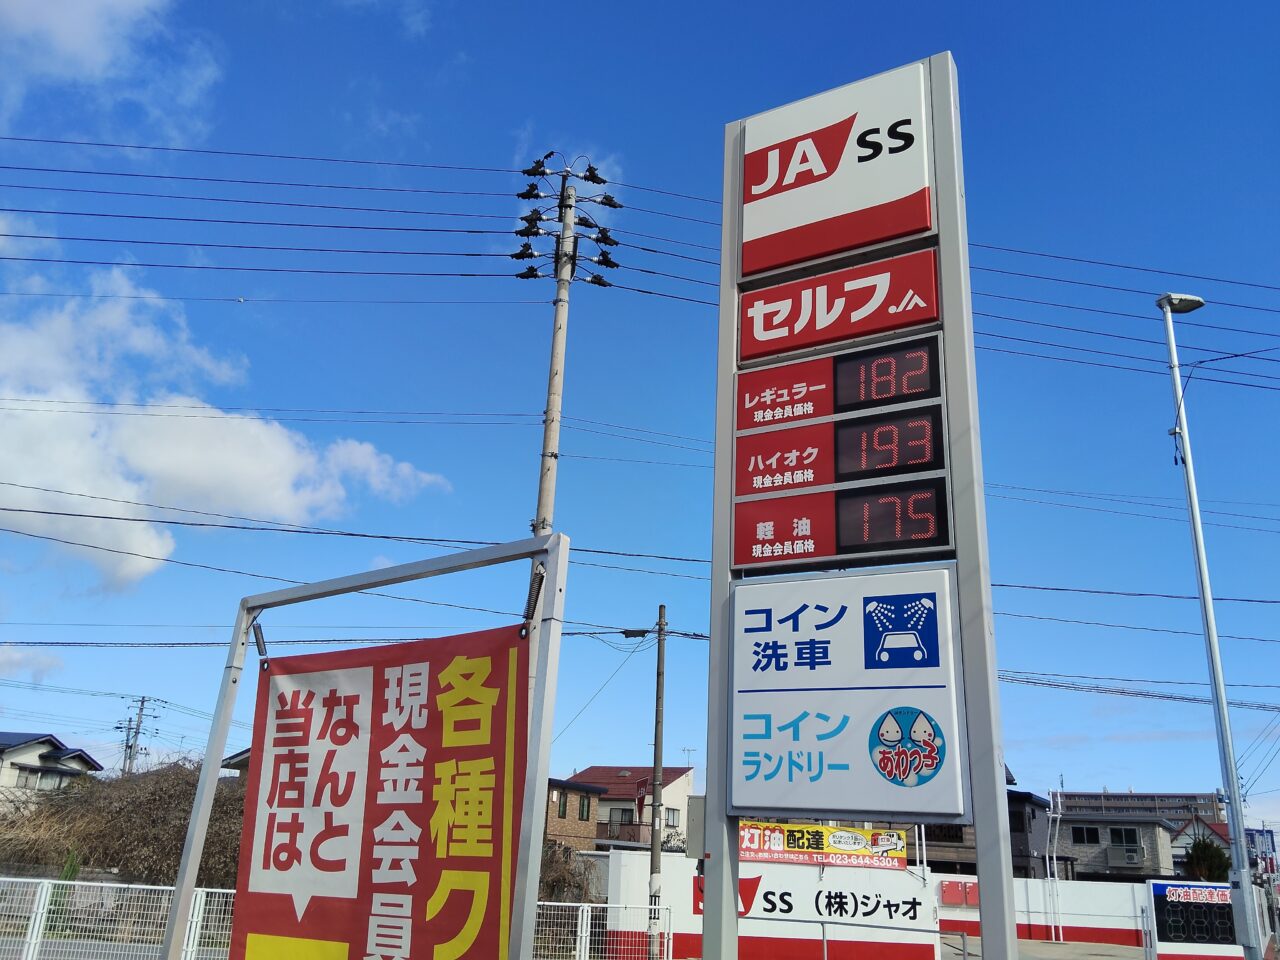 JA SS
セルフ JA
レギュラー
現金会員価格
182
ハイオク
現金会員価格
193
軽油
現金会員価格
175
コイン
洗車
コイン
ランドリー
あわっ子
各種ク
現金会員
なんと
当店は
灯油配達
TEL.023-644-5304
SS (株)ジャオ
灯油配達価